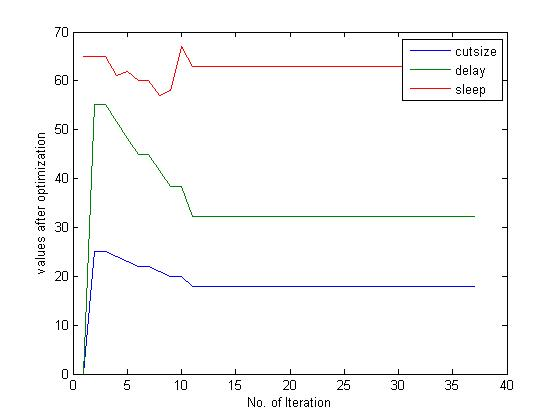 70
60
50
40
30
20
10
0
values after optimization
cutsize
delay
sleep
0 5 10 15 20 25 30 35 40
No. of Iteration